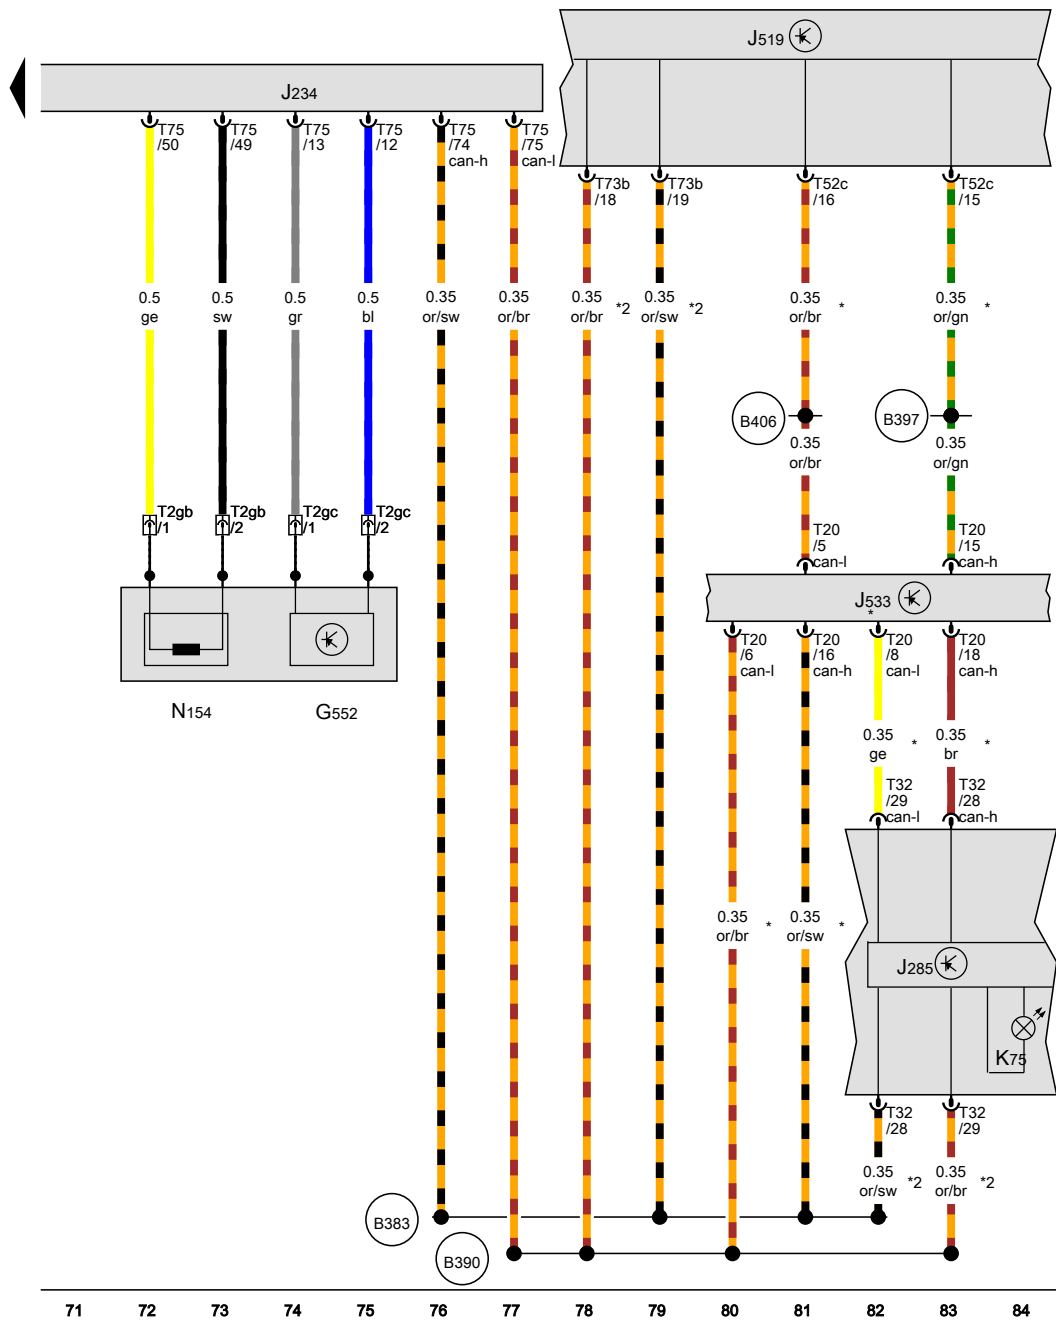 J519
J234
T75
/50
T75
/49
T75
/13
T75
/12
T75
/74
can-h
T75
/75
can-l
T73b
/18
T73b
/19
T52c
/16
T52c
/15
0.5
ge
0.5
sw
0.5
gr
0.5
bl
0.35
or/sw
0.35
or/br
0.35
or/br *2
0.35
or/sw *2
0.35
or/br *
0.35
or/gn *
B406
B397
0.35
or/br
0.35
or/gn
T2gb
/1
T2gb
/2
T2gc
/1
T2gc
/2
T20
/5
can-l
T20
/15
can-h
J533
*
T20
/6
can-l
T20
/16
can-h
T20
/8
can-l
T20
/18
can-h
N154
G552
0.35
ge *
0.35
br *
T32
/29
can-l
T32
/28
can-h
0.35
or/br *
0.35
or/sw *
J285
K75
T32
/28
T32
/29
0.35
or/sw *2
0.35
or/br *2
B383
B390
71 72 73 74 75 76 77 78 79 80 81 82 83 84